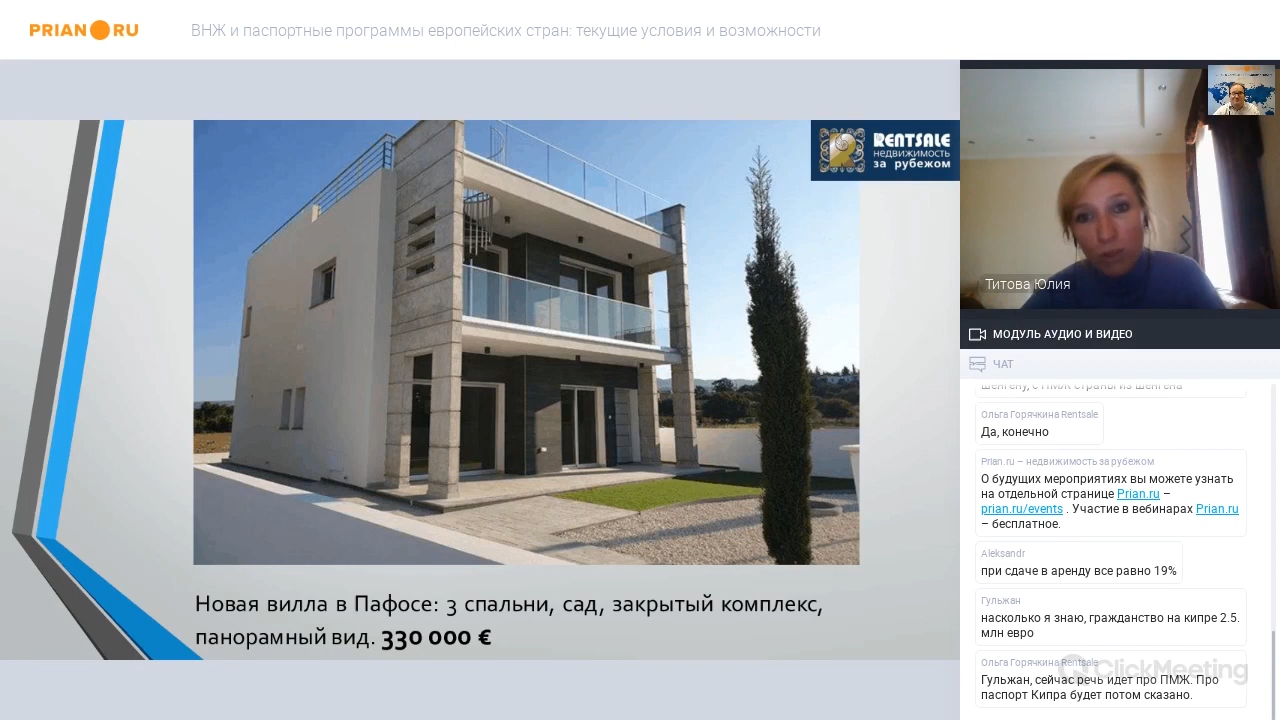 PRIAN RU
ВНЖ и паспортные программы европейских стран: текущие условия и возможности
RENTSALE
недвижимость
за рубежом
Новая вилла в Пафосе: 3 спальни, сад, закрытый комплекс,
панорамный вид. 330 000 €
Титова Юлия
МОДУЛЬ АУДИО И ВИДЕО
ЧАТ
шенгену, с ПМЖ страны из шенгена
Ольга Горячкина Rentsale
Да, конечно
Prian.ru – недвижимость за рубежом
О будущих мероприятиях вы можете узнать
на отдельной странице Prian.ru –
prian.ru/events . Участие в вебинарах Prian.ru
– бесплатное.
Aleksandr
при сдаче в аренду все равно 19%
Гульжан
насколько я знаю, гражданство на кипре 2.5.
млн евро
Ольга Горячкина Rentsale
Гульжан, сейчас речь идет про ПМЖ. Про
паспорт Кипра будет потом сказано.
ClickMeeting